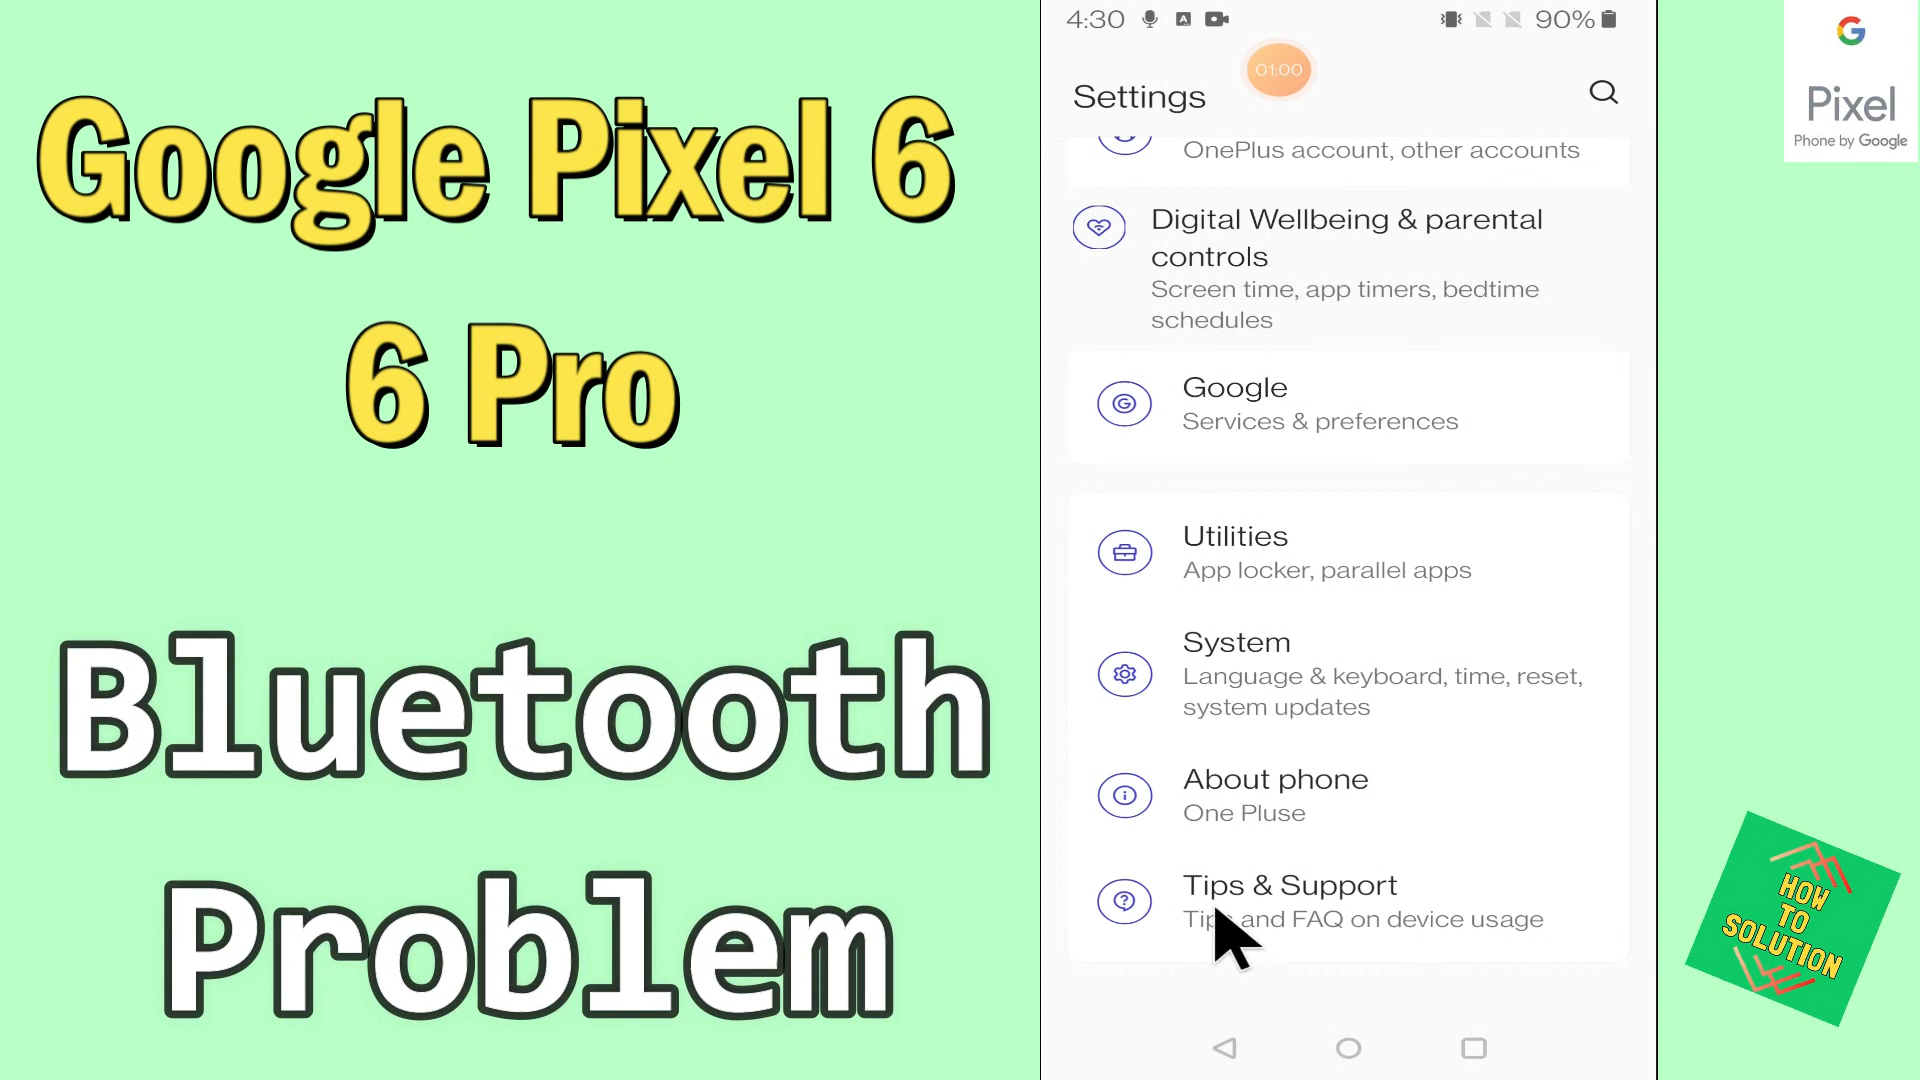 Google Pixel 6
6 Pro
Bluetooth
Problem
4:30
90%
01:00
Settings
OnePlus account, other accounts
Digital Wellbeing & parental
controls
Screen time, app timers, bedtime
schedules
Google
Services & preferences
Utilities
App locker, parallel apps
System
Language & keyboard, time, reset,
system updates
About phone
One Pluse
Tips & Support
Tips and FAQ on device usage
Pixel
Phone by Google
HOW
TO
SOLUTION